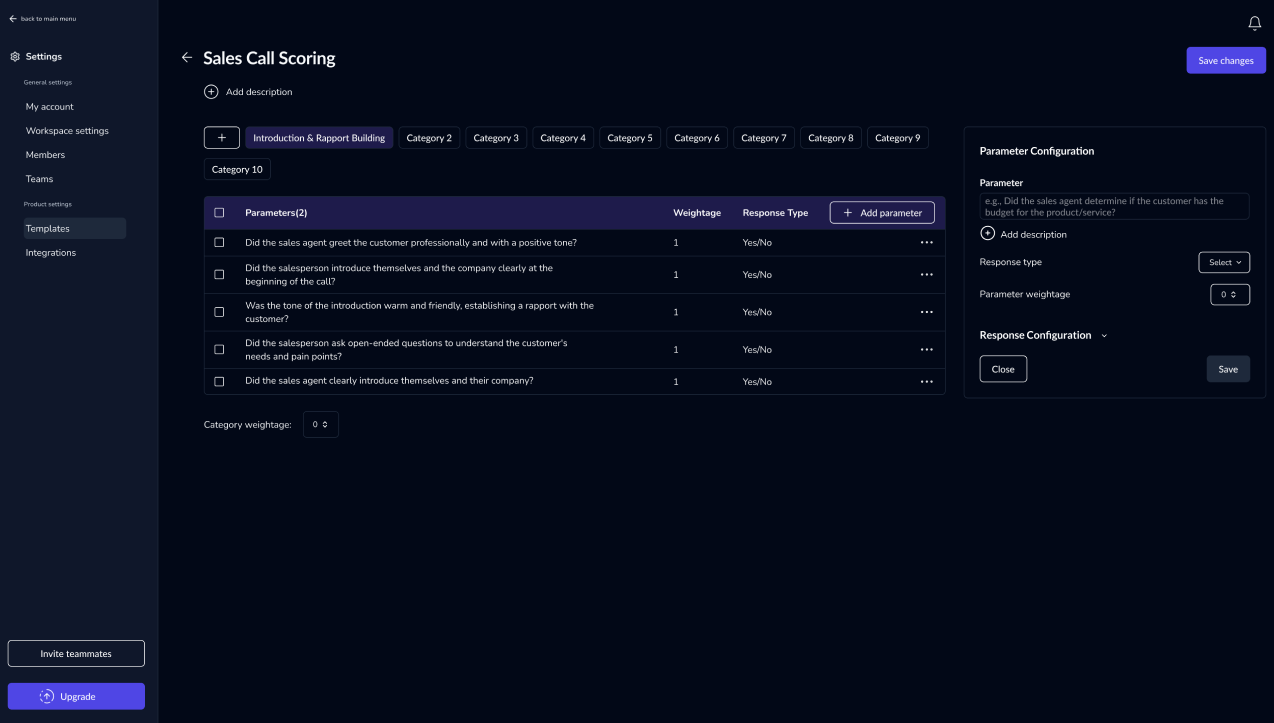 back to main menu
Settings
General settings
My account
Workspace settings
Members
Teams
Product settings
Templates
Integrations
Invite teammates
Upgrade
Sales Call Scoring
Save changes
Add description
Introduction & Rapport Building
Category 2
Category 3
Category 4
Category 5
Category 6
Category 7
Category 8
Category 9
Category 10
Parameters(2)
Weightage
Response Type
+ Add parameter
Did the sales agent greet the customer professionally and with a positive tone?
1
Yes/No
Did the salesperson introduce themselves and the company clearly at the
beginning of the call?
1
Yes/No
Was the tone of the introduction warm and friendly, establishing a rapport with the
customer?
1
Yes/No
Did the salesperson ask open-ended questions to understand the customer's
needs and pain points?
1
Yes/No
Did the sales agent clearly introduce themselves and their company?
1
Yes/No
Category weightage:
0
Parameter Configuration
Parameter
e.g., Did the sales agent determine if the customer has the
budget for the product/service?
Add description
Response type
Select
Parameter weightage
0
Response Configuration
Close
Save